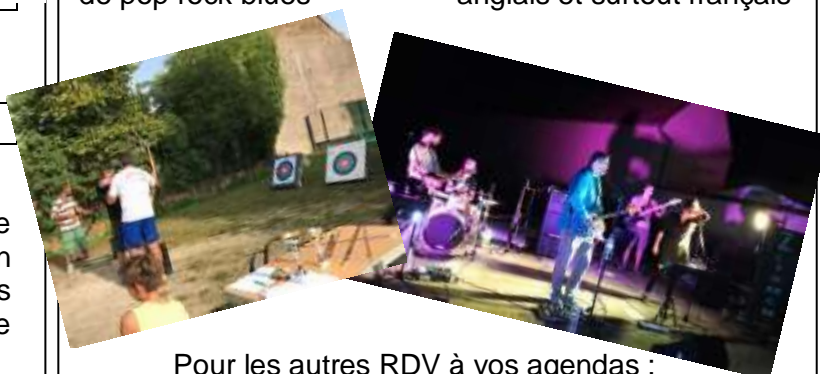 de pop rock blues anglais et surtout français
e
n
s
e
Pour les autres RDV à vos agendas :